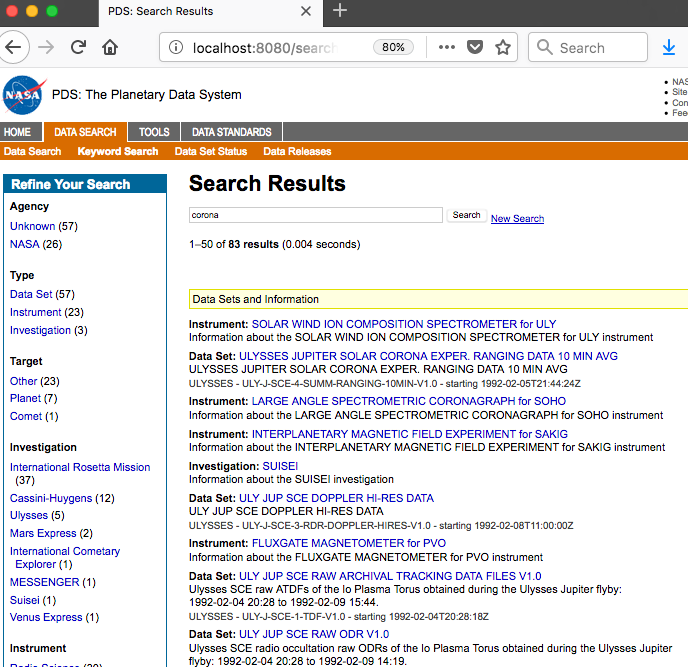 PDS: Search Results
localhost:8080/search
80%
Search
NASA
PDS: The Planetary Data System
NAS
Site
Con
Fee
HOME
DATA SEARCH
TOOLS
DATA STANDARDS
Data Search
Keyword Search
Data Set Status
Data Releases
Refine Your Search
Agency
Unknown (57)
NASA (26)
Type
Data Set (57)
Instrument (23)
Investigation (3)
Target
Other (23)
Planet (7)
Comet (1)
Investigation
International Rosetta Mission
(37)
Cassini-Huygens (12)
Ulysses (5)
Mars Express (2)
International Cometary
Explorer (1)
MESSENGER (1)
Suisei (1)
Venus Express (1)
Instrument
Search Results
corona
Search
New Search
1–50 of 83 results (0.004 seconds)
Data Sets and Information
Instrument: SOLAR WIND ION COMPOSITION SPECTROMETER for ULY
Information about the SOLAR WIND ION COMPOSITION SPECTROMETER for ULY instrument
Data Set: ULYSSES JUPITER SOLAR CORONA EXPER. RANGING DATA 10 MIN AVG
ULYSSES JUPITER SOLAR CORONA EXPER. RANGING DATA 10 MIN AVG
ULYSSES - ULY-J-SCE-4-SUMM-RANGING-10MIN-V1.0 - starting 1992-02-05T21:44:24Z
Instrument: LARGE ANGLE SPECTROMETRIC CORONAGRAPH for SOHO
Information about the LARGE ANGLE SPECTROMETRIC CORONAGRAPH for SOHO instrument
Instrument: INTERPLANETARY MAGNETIC FIELD EXPERIMENT for SAKIG
Information about the INTERPLANETARY MAGNETIC FIELD EXPERIMENT for SAKIG instrument
Investigation: SUISEI
Information about the SUISEI investigation
Data Set: ULY JUP SCE DOPPLER HI-RES DATA
ULY JUP SCE DOPPLER HI-RES DATA
ULYSSES - ULY-J-SCE-3-RDR-DOPPLER-HIRES-V1.0 - starting 1992-02-08T11:00:00Z
Instrument: FLUXGATE MAGNETOMETER for PVO
Information about the FLUXGATE MAGNETOMETER for PVO instrument
Data Set: ULY JUP SCE RAW ARCHIVAL TRACKING DATA FILES V1.0
Ulysses SCE raw ATDFs of the Io Plasma Torus obtained during the Ulysses Jupiter flyby:
1992-02-04 20:28 to 1992-02-09 15:44.
ULYSSES - ULY-J-SCE-1-TDF-V1.0 - starting 1992-02-04T20:28:18Z
Data Set: ULY JUP SCE RAW ODR V1.0
Ulysses SCE radio occultation raw ODRs of the Io Plasma Torus obtained during the Ulysses Jupiter
flyby: 1992-02-04 20:28 to 1992-02-09 14:19.